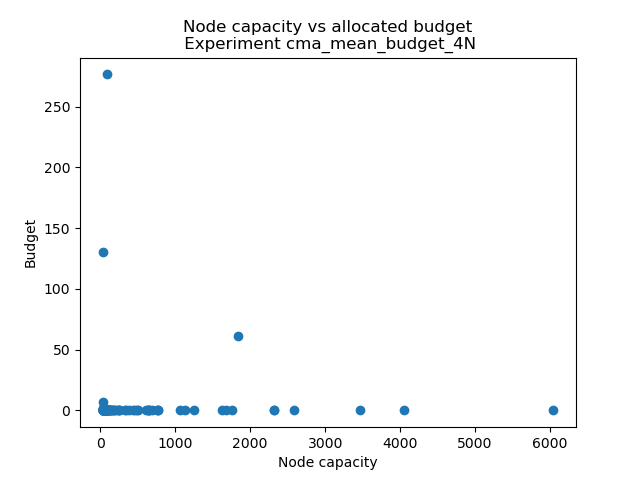 Node capacity vs allocated budget
Experiment cma_mean_budget_4N
250
200
150
100
50
0
Budget
0 1000 2000 3000 4000 5000 6000
Node capacity